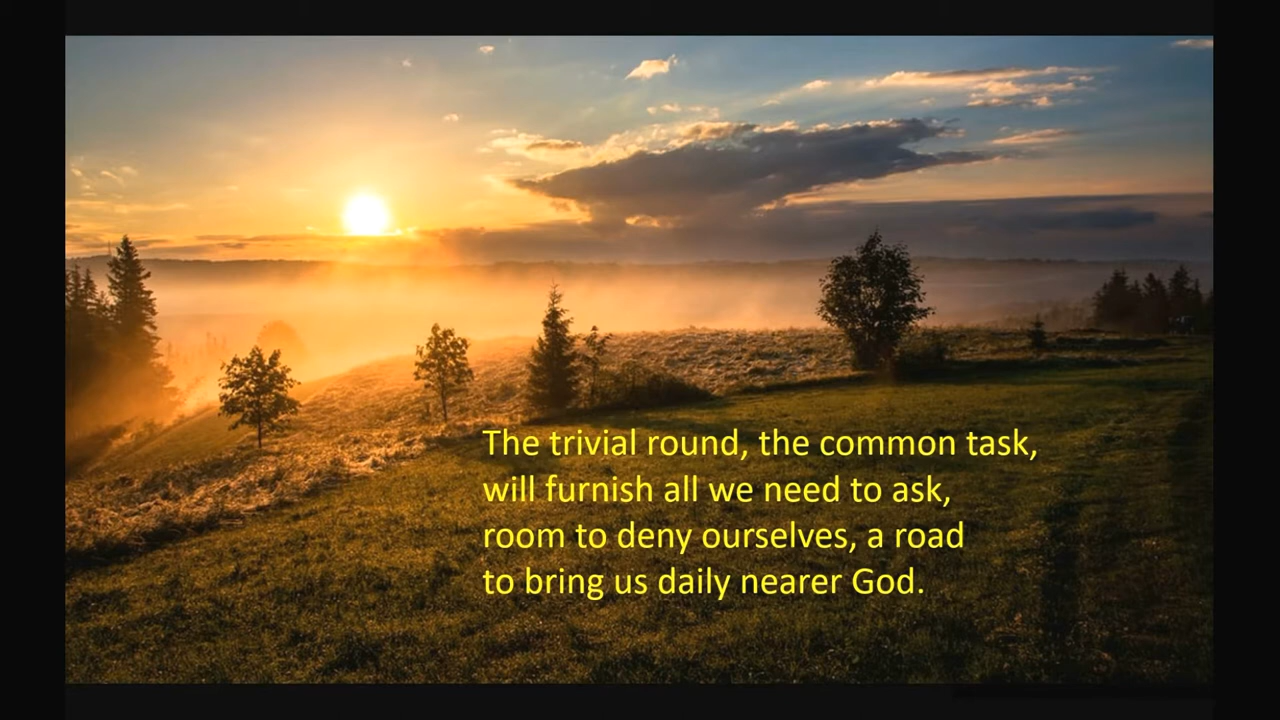 The trivial round, the common task,
will furnish all we need to ask,
room to deny ourselves, a road
to bring us daily nearer God.